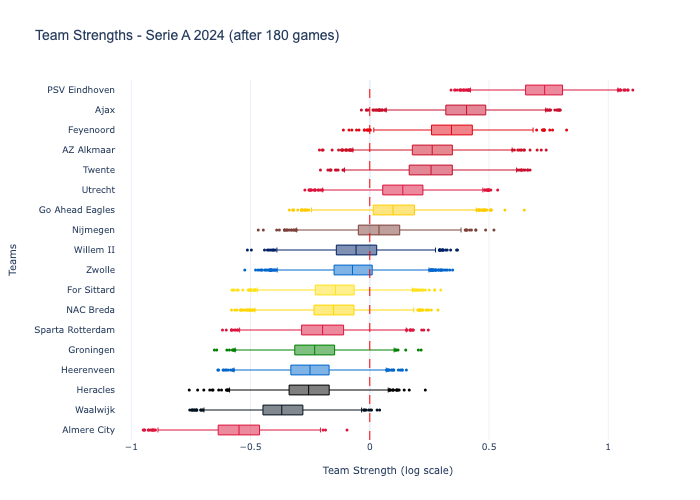 Team Strengths - Serie A 2024 (after 180 games)
PSV Eindhoven
Ajax
Feyenoord
AZ Alkmaar
Twente
Utrecht
Go Ahead Eagles
Nijmegen
Willem II
Zwolle
For Sittard
NAC Breda
Sparta Rotterdam
Groningen
Heerenveen
Heracles
Waalwijk
Almere City
Teams
−1 −0.5 0 0.5 1
Team Strength (log scale)